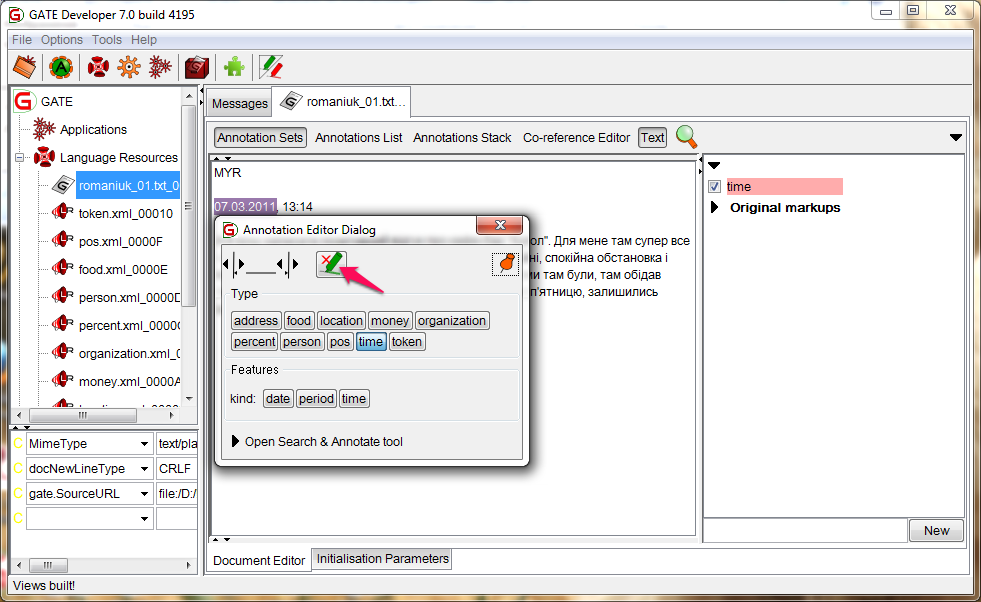 GATE Developer 7.0 build 4195
File Options Tools Help
GATE
Applications
Language Resources
romaniuk_01.txt_0
token.xml_00010
pos.xml_0000F
food.xml_0000E
person.xml_0000D
percent.xml_0000
organization.xml_0
money.xml_0000A
C MimeType text/pla
C docNewLineType CRLF
C gate.SourceURL file:/D:/
C
Views built!
Messages romaniuk_01.txt...
Annotation Sets Annotations List Annotations Stack Co-reference Editor Text
MYR
07.03.2011, 13:14
ол". Для мене там супер все
ні, спокійна обстановка і
ми там були, там обідав
п'ятницю, залишились
Annotation Editor Dialog
Type
address food location money organization
percent person pos time token
Features
kind: date period time
Open Search & Annotate tool
time
Original markups
New
Document Editor Initialisation Parameters